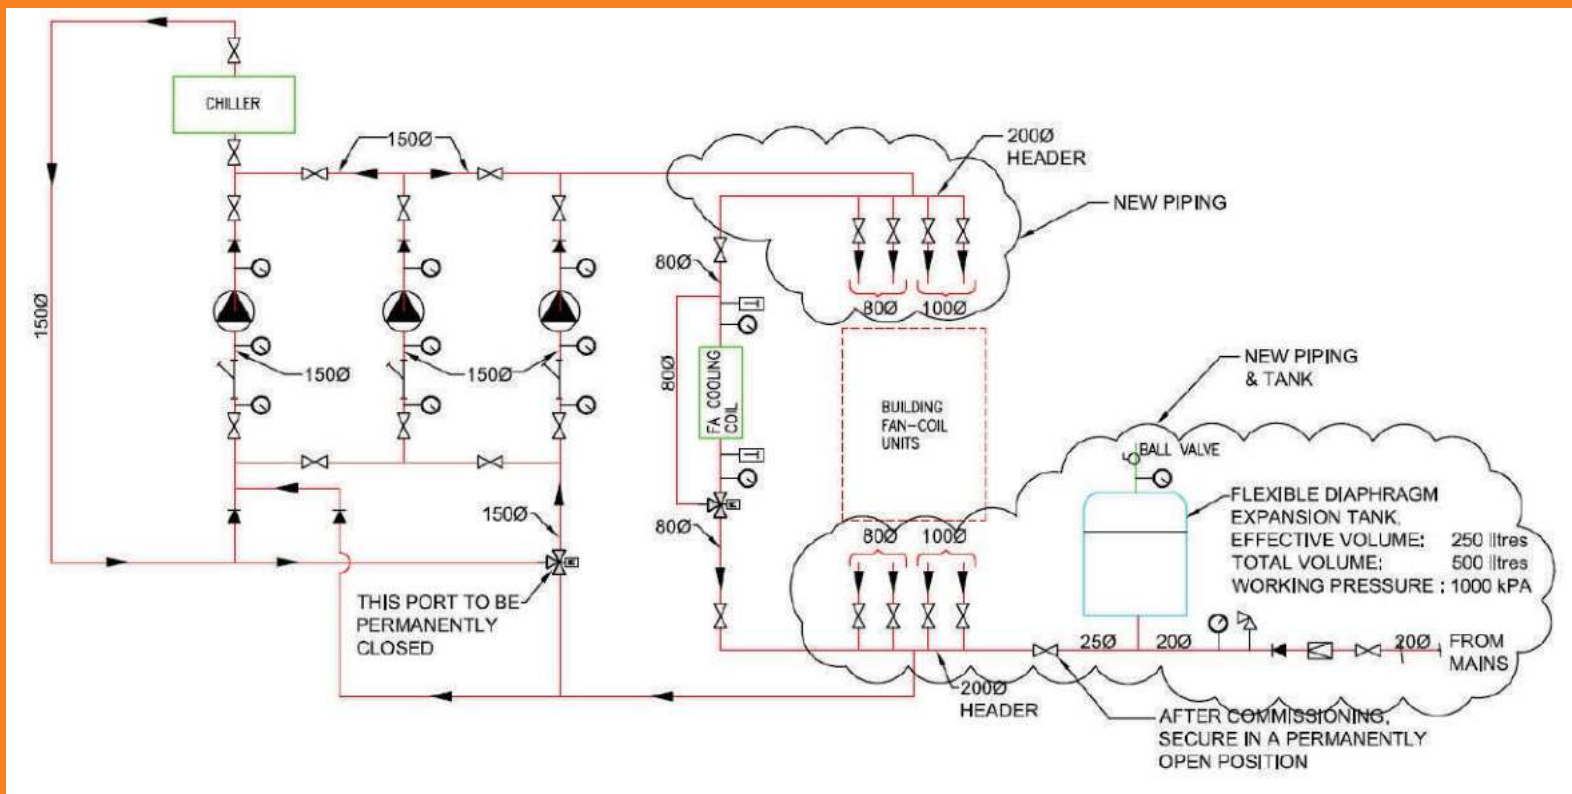 CHILLER
150Ø
200Ø
HEADER
NEW PIPING
150Ø
80Ø
80Ø
100Ø
150Ø
150Ø
80Ø
FA COOLING
COIL
T
T
M
BUILDING
FAN-COIL
UNITS
NEW PIPING
& TANK
BALL VALVE
FLEXIBLE DIAPHRAGM
EXPANSION TANK,
EFFECTIVE VOLUME: 250 litres
TOTAL VOLUME: 500 litres
WORKING PRESSURE : 1000 kPA
150Ø
80Ø
80Ø
100Ø
M
THIS PORT TO BE
PERMANENTLY
CLOSED
25Ø
20Ø
20Ø
FROM
MAINS
200Ø
HEADER
AFTER COMMISSIONING,
SECURE IN A PERMANENTLY
OPEN POSITION